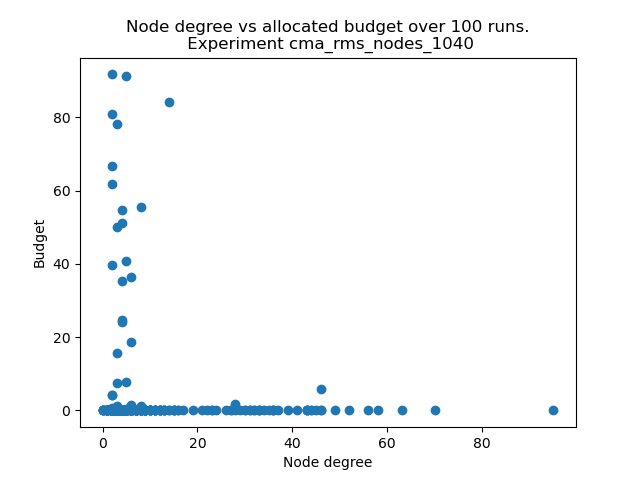 Node degree vs allocated budget over 100 runs.
Experiment cma_rms_nodes_1040
80
60
40
20
0
Budget
0 20 40 60 80
Node degree